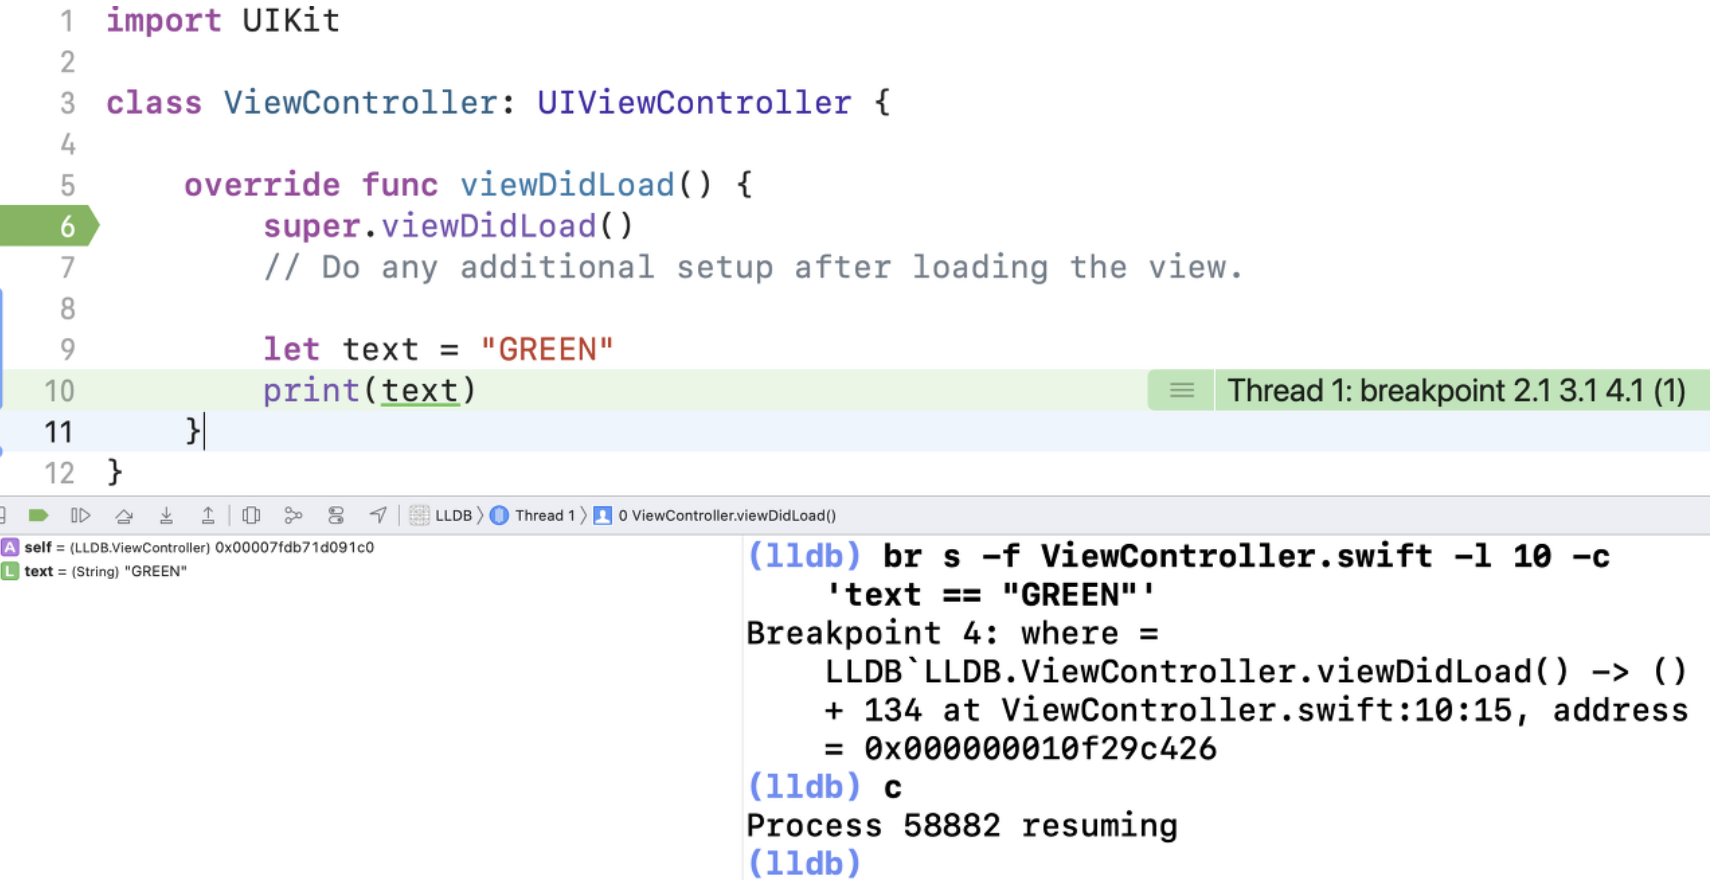 1 import UIKit
2
3 class ViewController: UIViewController {
4
5 override func viewDidLoad() {
6 super.viewDidLoad()
7 // Do any additional setup after loading the view.
8
9 let text = "GREEN"
10 print(text) Thread 1: breakpoint 2.1 3.1 4.1 (1)
11 }
12 }
LLDB Thread 1 0 ViewController.viewDidLoad()
A self = (LLDB.ViewController) 0x00007fdb71d091c0
L text = (String) "GREEN"
(lldb) br s -f ViewController.swift -l 10 -c
'text == "GREEN"'
Breakpoint 4: where =
LLDB`LLDB.ViewController.viewDidLoad() -> ()
+ 134 at ViewController.swift:10:15, address
= 0x000000010f29c426
(lldb) c
Process 58882 resuming
(lldb)